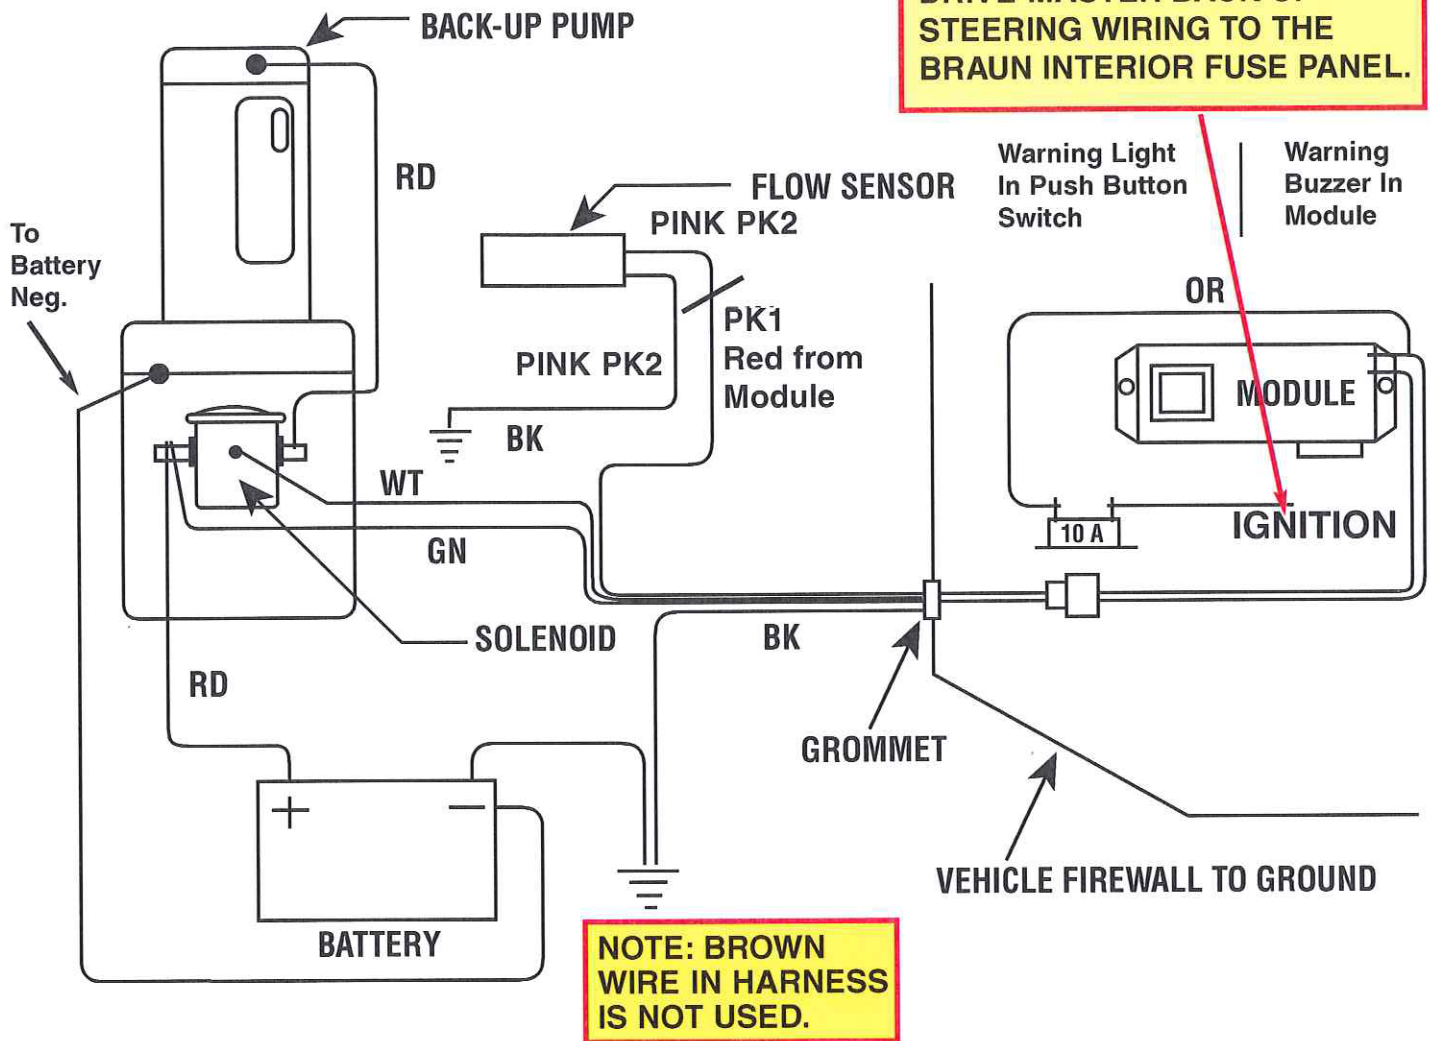 BACK-UP PUMP
STEERING WIRING TO THE
BRAUN INTERIOR FUSE PANEL.
Warning Light
In Push Button
Switch
Warning
Buzzer In
Module
RD
FLOW SENSOR
PINK PK2
To
Battery
Neg.
OR
PK1
Red from
Module
PINK PK2
MODULE
BK
WT
10 A
IGNITION
GN
SOLENOID
BK
RD
GROMMET
+
−
VEHICLE FIREWALL TO GROUND
BATTERY
NOTE: BROWN
WIRE IN HARNESS
IS NOT USED.